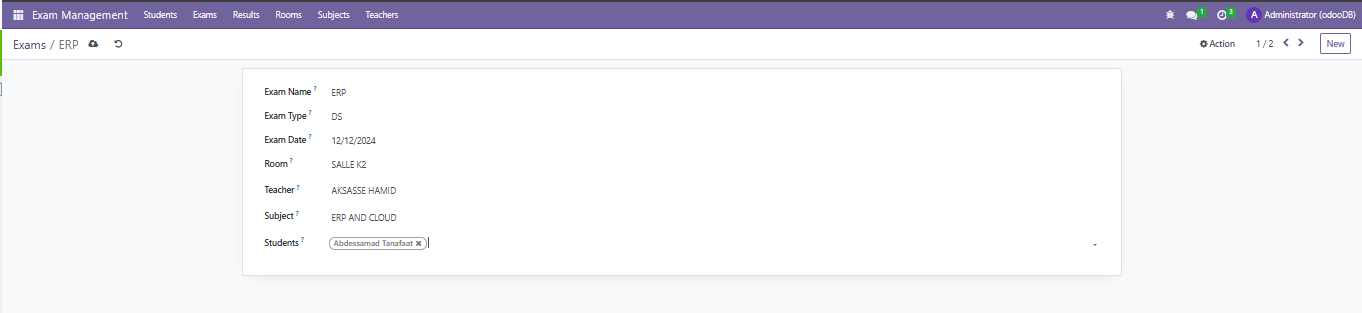 Exam Management Students Exams Results Rooms Subjects Teachers 1 3 A Administrator (odooDB)
Exams / ERP Action 1 / 2 New
Exam Name ? ERP
Exam Type ? DS
Exam Date ? 12/12/2024
Room ? SALLE K2
Teacher ? AKSASSE HAMID
Subject ? ERP AND CLOUD
Students ? Abdessamad Tanafaat ×